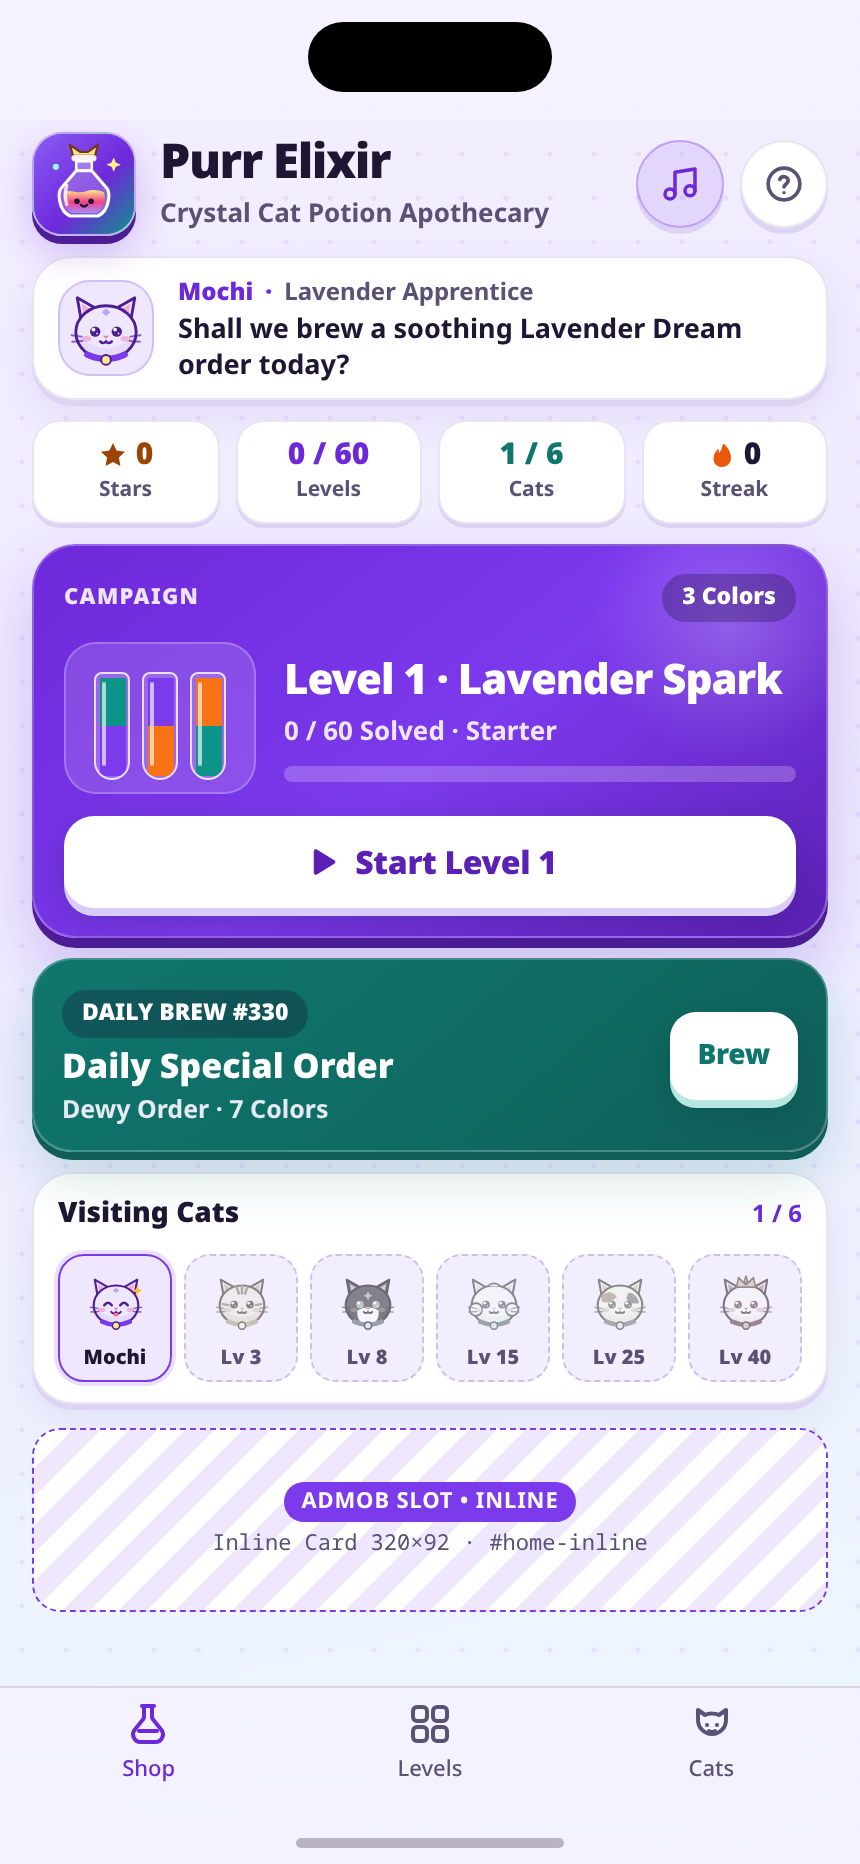 Purr Elixir
Crystal Cat Potion Apothecary
Mochi · Lavender Apprentice
Shall we brew a soothing Lavender Dream
order today?
0
Stars
0 / 60
Levels
1 / 6
Cats
0
Streak
CAMPAIGN
3 Colors
Level 1 · Lavender Spark
0 / 60 Solved · Starter
Start Level 1
DAILY BREW #330
Daily Special Order
Dewy Order · 7 Colors
Brew
Visiting Cats
1 / 6
Mochi
Lv 3
Lv 8
Lv 15
Lv 25
Lv 40
ADMOB SLOT • INLINE
Inline Card 320×92 · #home-inline
Shop
Levels
Cats